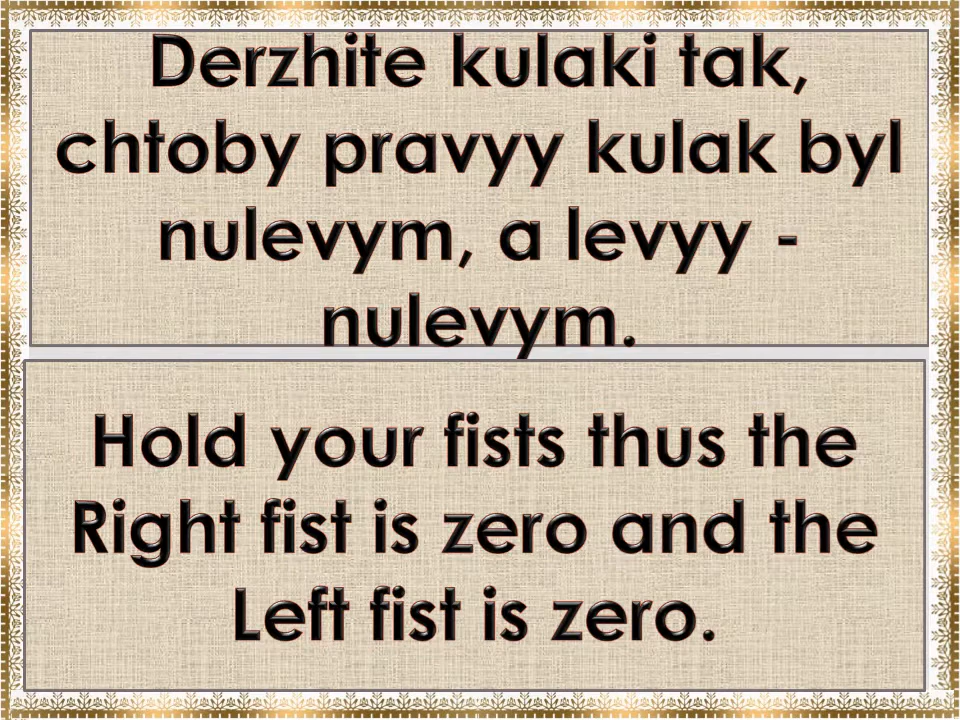 Derzhite kulaki tak,
chtoby pravyy kulak byl
nulevym, a levyy -
nulevym.
Hold your fists thus the
Right fist is zero and the
Left fist is zero.